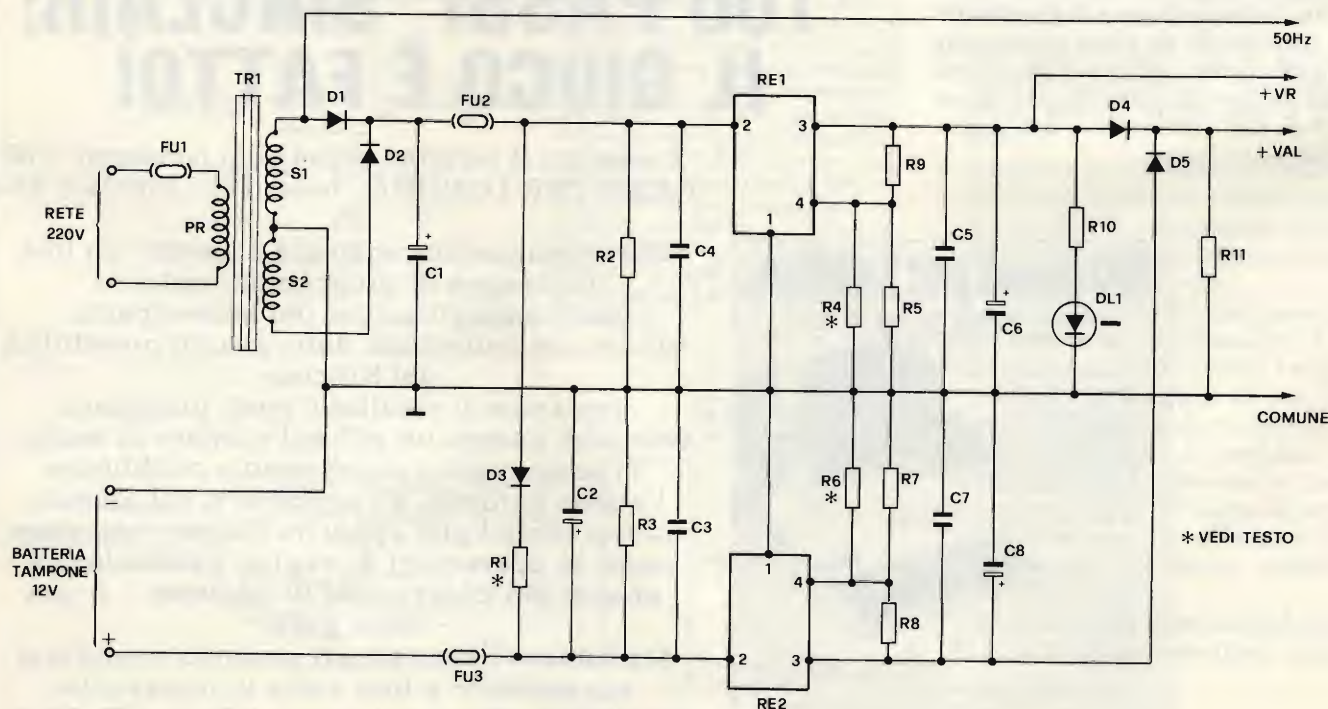 50Hz
TR1
RE1
+VR
D1
FU2
D4
2
3
+VAL
FU1
D2
R9
D5
S1
4
RETE
220V
PR
1
S2
+
C1
R2
C4
R4
*
R5
C5
+
C6
R10
DL1
R11
COMUNE
D3
C2
+
R3
C3
1
R6
*
R7
C7
−
BATTERIA
TAMPONE
12V
R1
*
4
C8
+
* VEDI TESTO
R8
+
2
3
FU3
RE2